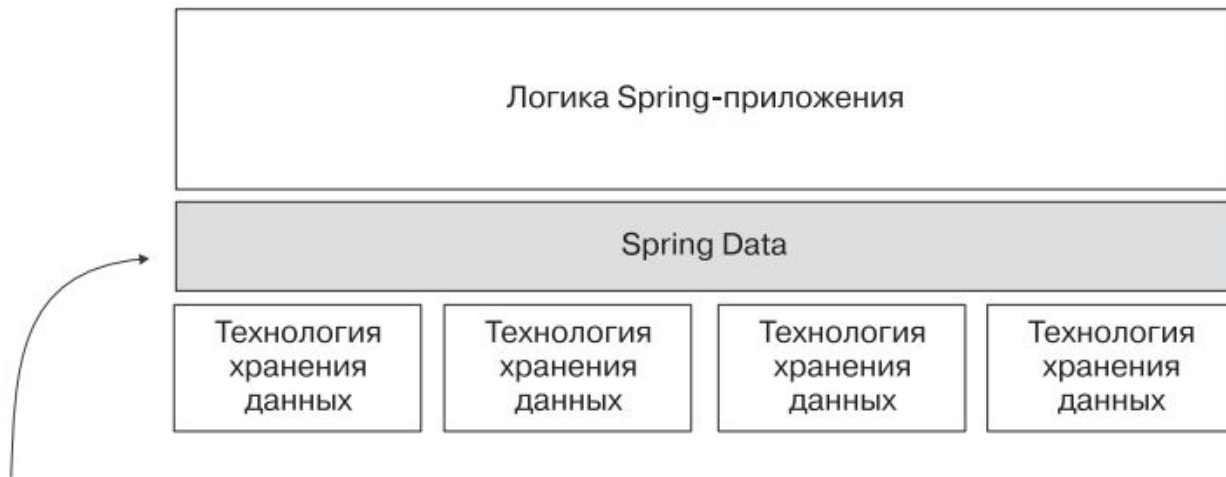 Логика Spring-приложения
Spring Data
Технология
хранения
данных
Технология
хранения
данных
Технология
хранения
данных
Технология
хранения
данных